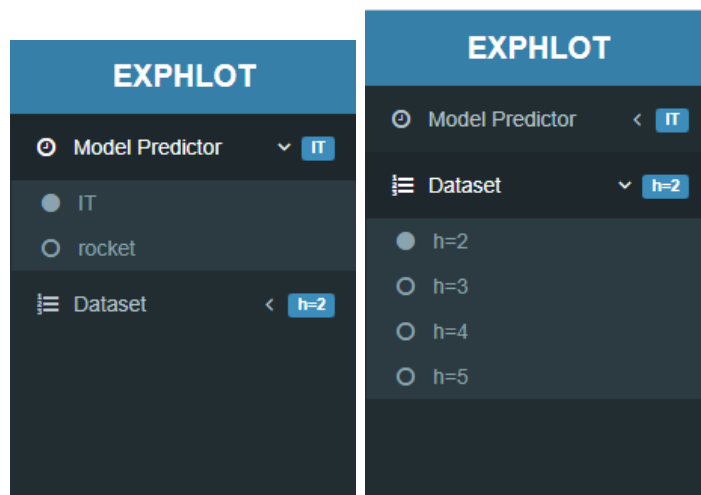 EXPHLOT
Model Predictor IT
IT
rocket
Dataset h=2
EXPHLOT
Model Predictor IT
Dataset h=2
h=2
h=3
h=4
h=5